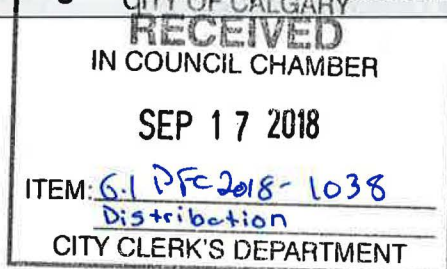 CITY OF CALGARY
RECEIVED
IN COUNCIL CHAMBER
SEP 17 2018
ITEM: 6.1 PFC2018-1038
Distribution
CITY CLERK'S DEPARTMENT